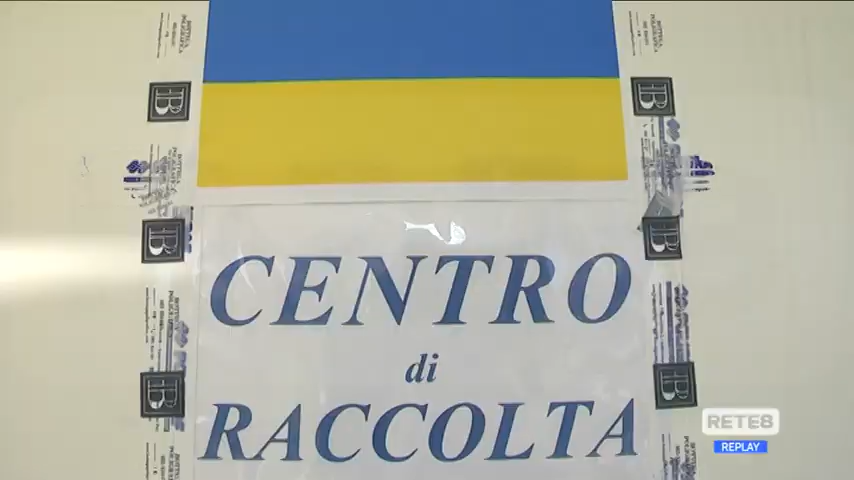 CENTRO
di
RACCOLTA
RETE8
REPLAY